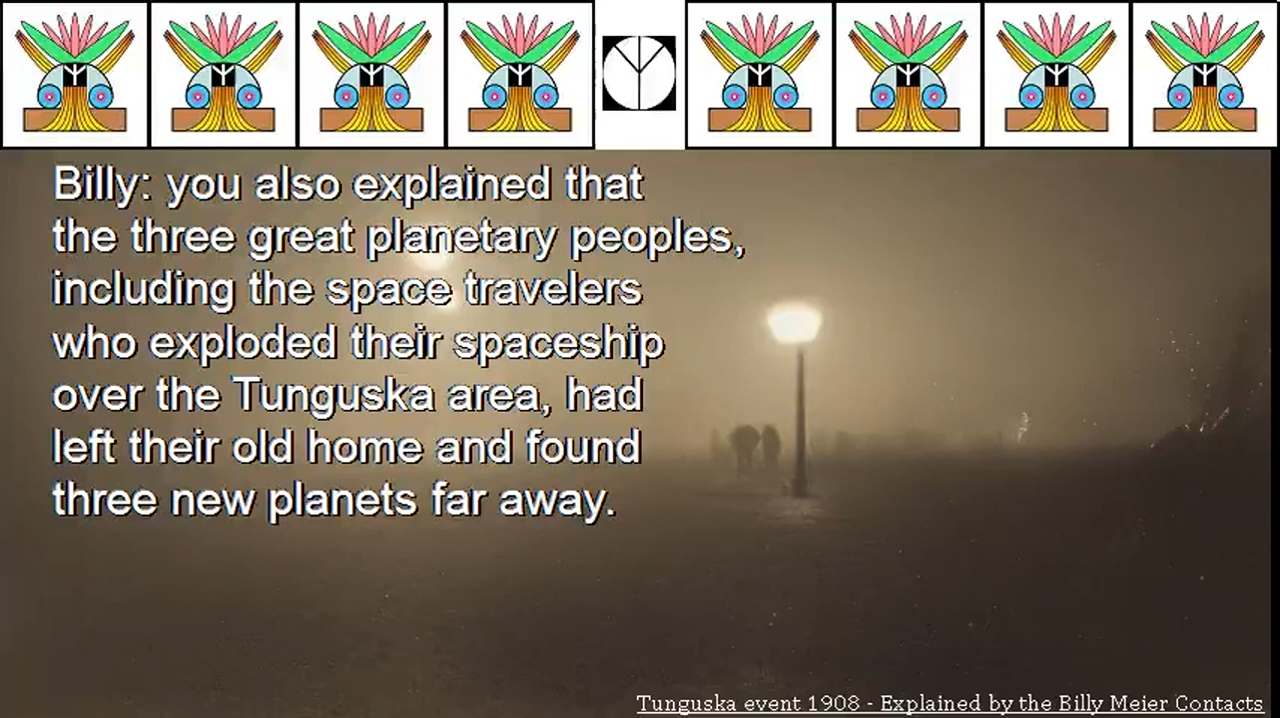 Billy: you also explained that
the three great planetary peoples,
including the space travelers
who exploded their spaceship
over the Tunguska area, had
left their old home and found
three new planets far away.
Tunguska event 1908 - Explained by the Billy Meier Contacts